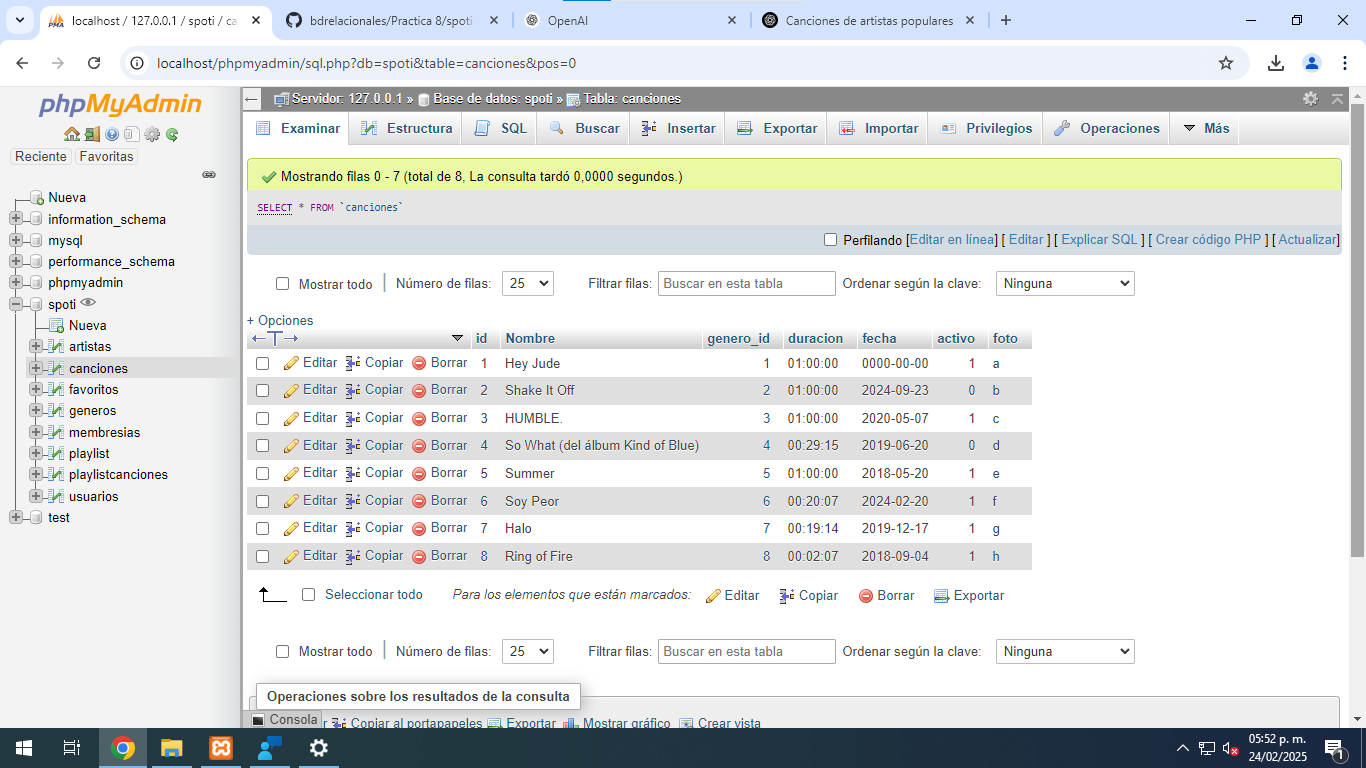 localhost / 127.0.0.1 / spoti / ca
bdrelacionales/Practica 8/spoti
OpenAI
Canciones de artistas populares
localhost/phpmyadmin/sql.php?db=spoti&table=canciones&pos=0
phpMyAdmin
Reciente Favoritas
Nueva
information_schema
mysql
performance_schema
phpmyadmin
spoti
Nueva
artistas
canciones
favoritos
generos
membresias
playlist
playlistcanciones
usuarios
test
Servidor: 127.0.0.1 » Base de datos: spoti » Tabla: canciones
Examinar Estructura SQL Buscar Insertar Exportar Importar Privilegios Operaciones Más
Mostrando filas 0 - 7 (total de 8, La consulta tardó 0,0000 segundos.)
SELECT * FROM `canciones`
Perfilando [Editar en línea] [ Editar ] [ Explicar SQL ] [ Crear código PHP ] [ Actualizar]
Mostrar todo Número de filas: 25 Filtrar filas: Buscar en esta tabla Ordenar según la clave: Ninguna
+ Opciones
id Nombre genero_id duracion fecha activo foto
Editar Copiar Borrar 1 Hey Jude 1 01:00:00 0000-00-00 1 a
Editar Copiar Borrar 2 Shake It Off 2 01:00:00 2024-09-23 0 b
Editar Copiar Borrar 3 HUMBLE. 3 01:00:00 2020-05-07 1 c
Editar Copiar Borrar 4 So What (del álbum Kind of Blue) 4 00:29:15 2019-06-20 0 d
Editar Copiar Borrar 5 Summer 5 01:00:00 2018-05-20 1 e
Editar Copiar Borrar 6 Soy Peor 6 00:20:07 2024-02-20 1 f
Editar Copiar Borrar 7 Halo 7 00:19:14 2019-12-17 1 g
Editar Copiar Borrar 8 Ring of Fire 8 00:02:07 2018-09-04 1 h
Seleccionar todo Para los elementos que están marcados: Editar Copiar Borrar Exportar
Mostrar todo Número de filas: 25 Filtrar filas: Buscar en esta tabla Ordenar según la clave: Ninguna
Operaciones sobre los resultados de la consulta
Consola
r Copiar al portapapeles Exportar Mostrar gráfico Crear vista
05:52 p. m.
24/02/2025
1